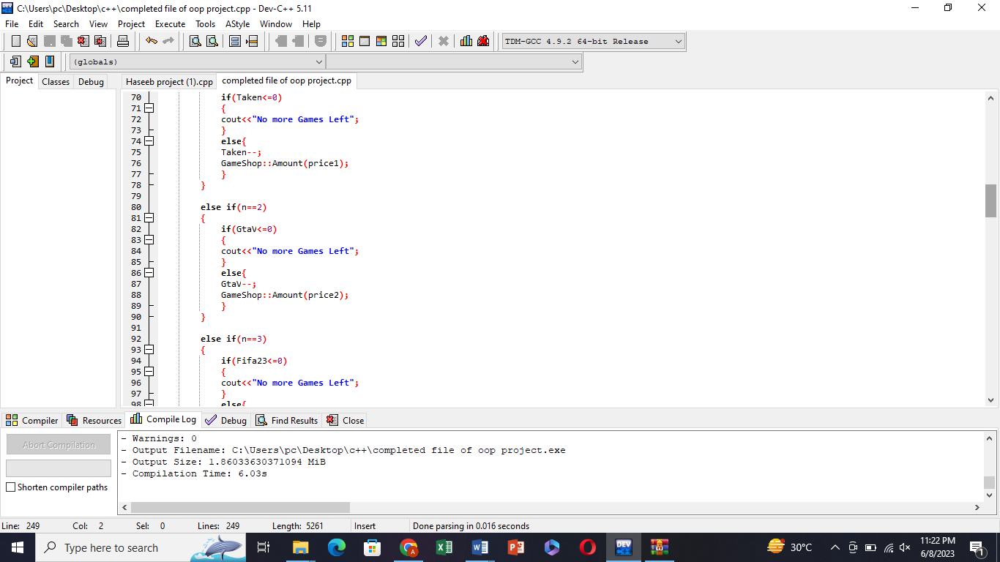 C:\Users\pc\Desktop\c++\completed file of oop project.cpp - Dev-C++ 5.11
File Edit Search View Project Execute Tools AStyle Window Help
TDM-GCC 4.9.2 64-bit Release
(globals)
Project Classes Debug Haseeb project (1).cpp completed file of oop project.cpp
70 if(Taken<=0)
71 {
72 cout<<"No more Games Left";
73 }
74 else{
75 Taken--;
76 GameShop::Amount(price1);
77 }
78 }
79
80 else if(n==2)
81 {
82 if(GtaV<=0)
83 {
84 cout<<"No more Games Left";
85 }
86 else{
87 GtaV--;
88 GameShop::Amount(price2);
89 }
90 }
91
92 else if(n==3)
93 {
94 if(Fifa23<=0)
95 {
96 cout<<"No more Games Left";
97 }
98 else{
Compiler Resources Compile Log Debug Find Results Close
Abort Compilation
Shorten compiler paths
- Warnings: 0
- Output Filename: C:\Users\pc\Desktop\c++\completed file of oop project.exe
- Output Size: 1.86033630371094 MiB
- Compilation Time: 6.03s
Line: 249 Col: 2 Sel: 0 Lines: 249 Length: 5261 Insert Done parsing in 0.016 seconds
Type here to search
DEV
30°C
11:22 PM
6/8/2023
1